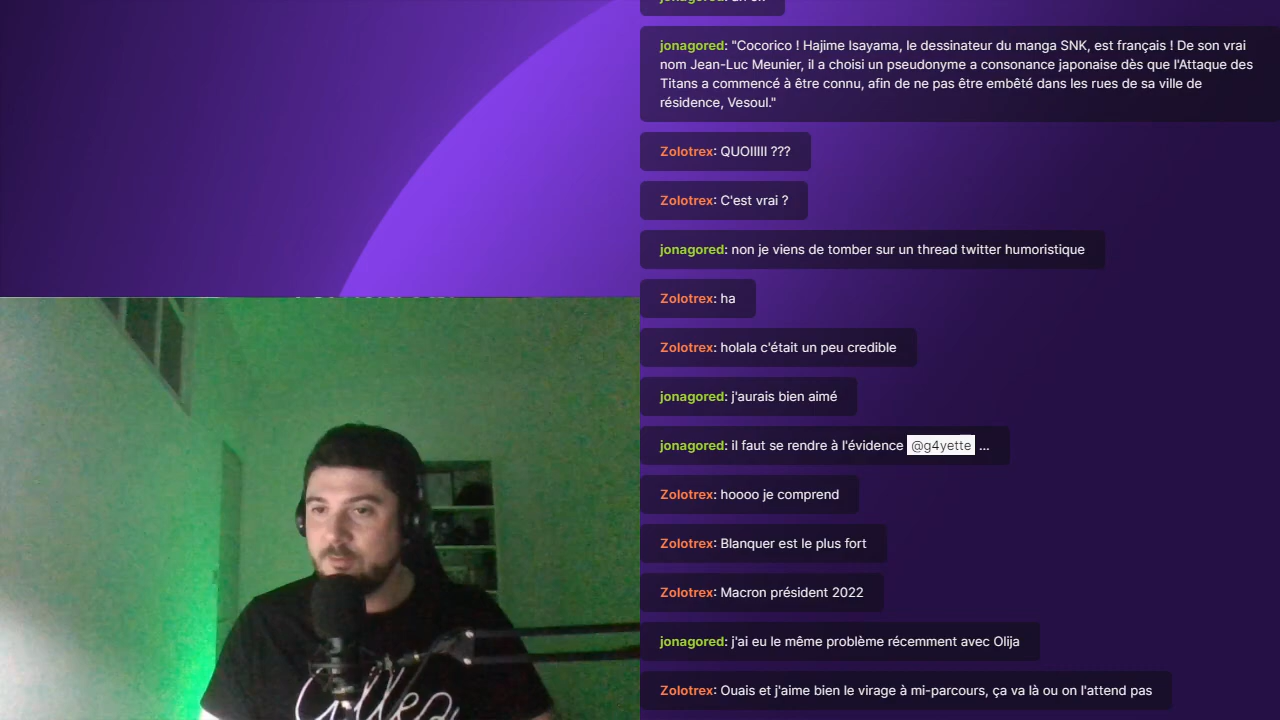 jonagored: "Cocorico ! Hajime Isayama, le dessinateur du manga SNK, est français ! De son vrai
nom Jean-Luc Meunier, il a choisi un pseudonyme a consonance japonaise dès que l'Attaque des
Titans a commencé à être connu, afin de ne pas être embêté dans les rues de sa ville de
résidence, Vesoul."
Zolotrex: QUOIIIII ???
Zolotrex: C'est vrai ?
jonagored: non je viens de tomber sur un thread twitter humoristique
Zolotrex: ha
Zolotrex: holala c'était un peu credible
jonagored: j'aurais bien aimé
jonagored: il faut se rendre à l'évidence @g4yette ...
Zolotrex: hoooo je comprend
Zolotrex: Blanquer est le plus fort
Zolotrex: Macron président 2022
jonagored: j'ai eu le même problème récemment avec Olija
Zolotrex: Ouais et j'aime bien le virage à mi-parcours, ça va là ou on l'attend pas